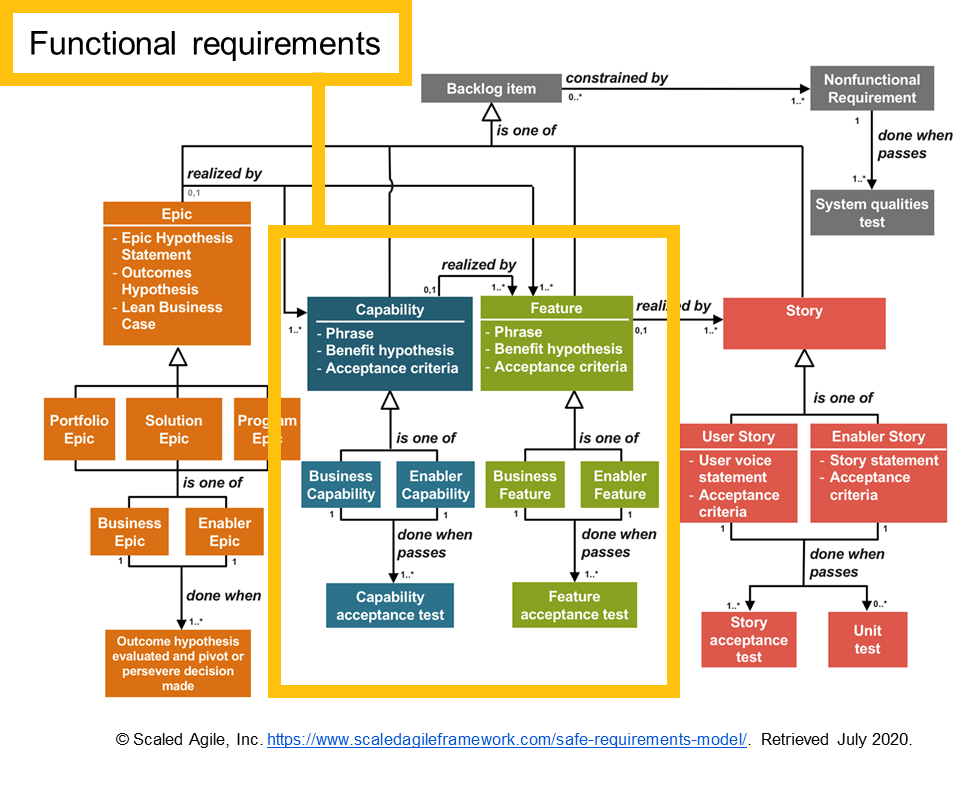 Functional requirements
Backlog item
constrained by
0..*
1..*
Nonfunctional
Requirement
1
done when
passes
1..*
System qualities
test
is one of
realized by
0,1
Epic
- Epic Hypothesis
Statement
- Outcomes
Hypothesis
- Lean Business
Case
1..*
realized by
0,1
1..*
1..*
Capability
- Phrase
- Benefit hypothesis
- Acceptance criteria
Feature
- Phrase
- Benefit hypothesis
- Acceptance criteria
realized by
0,1
1..*
Story
Portfolio
Epic
Solution
Epic
Program
Epic
is one of
Business
Epic
Enabler
Epic
1
1
done when
1..*
Outcome hypothesis
evaluated and pivot or
persevere decision
made
is one of
Business
Capability
Enabler
Capability
1
1
done when
passes
1..*
Capability
acceptance test
is one of
Business
Feature
Enabler
Feature
1
1
done when
passes
1..*
Feature
acceptance test
is one of
User Story
- User voice
statement
- Acceptance
criteria
Enabler Story
- Story statement
- Acceptance
criteria
1
1
done when
passes
1..*
0..*
Story
acceptance
test
Unit
test
© Scaled Agile, Inc. https://www.scaledagileframework.com/safe-requirements-model/. Retrieved July 2020.